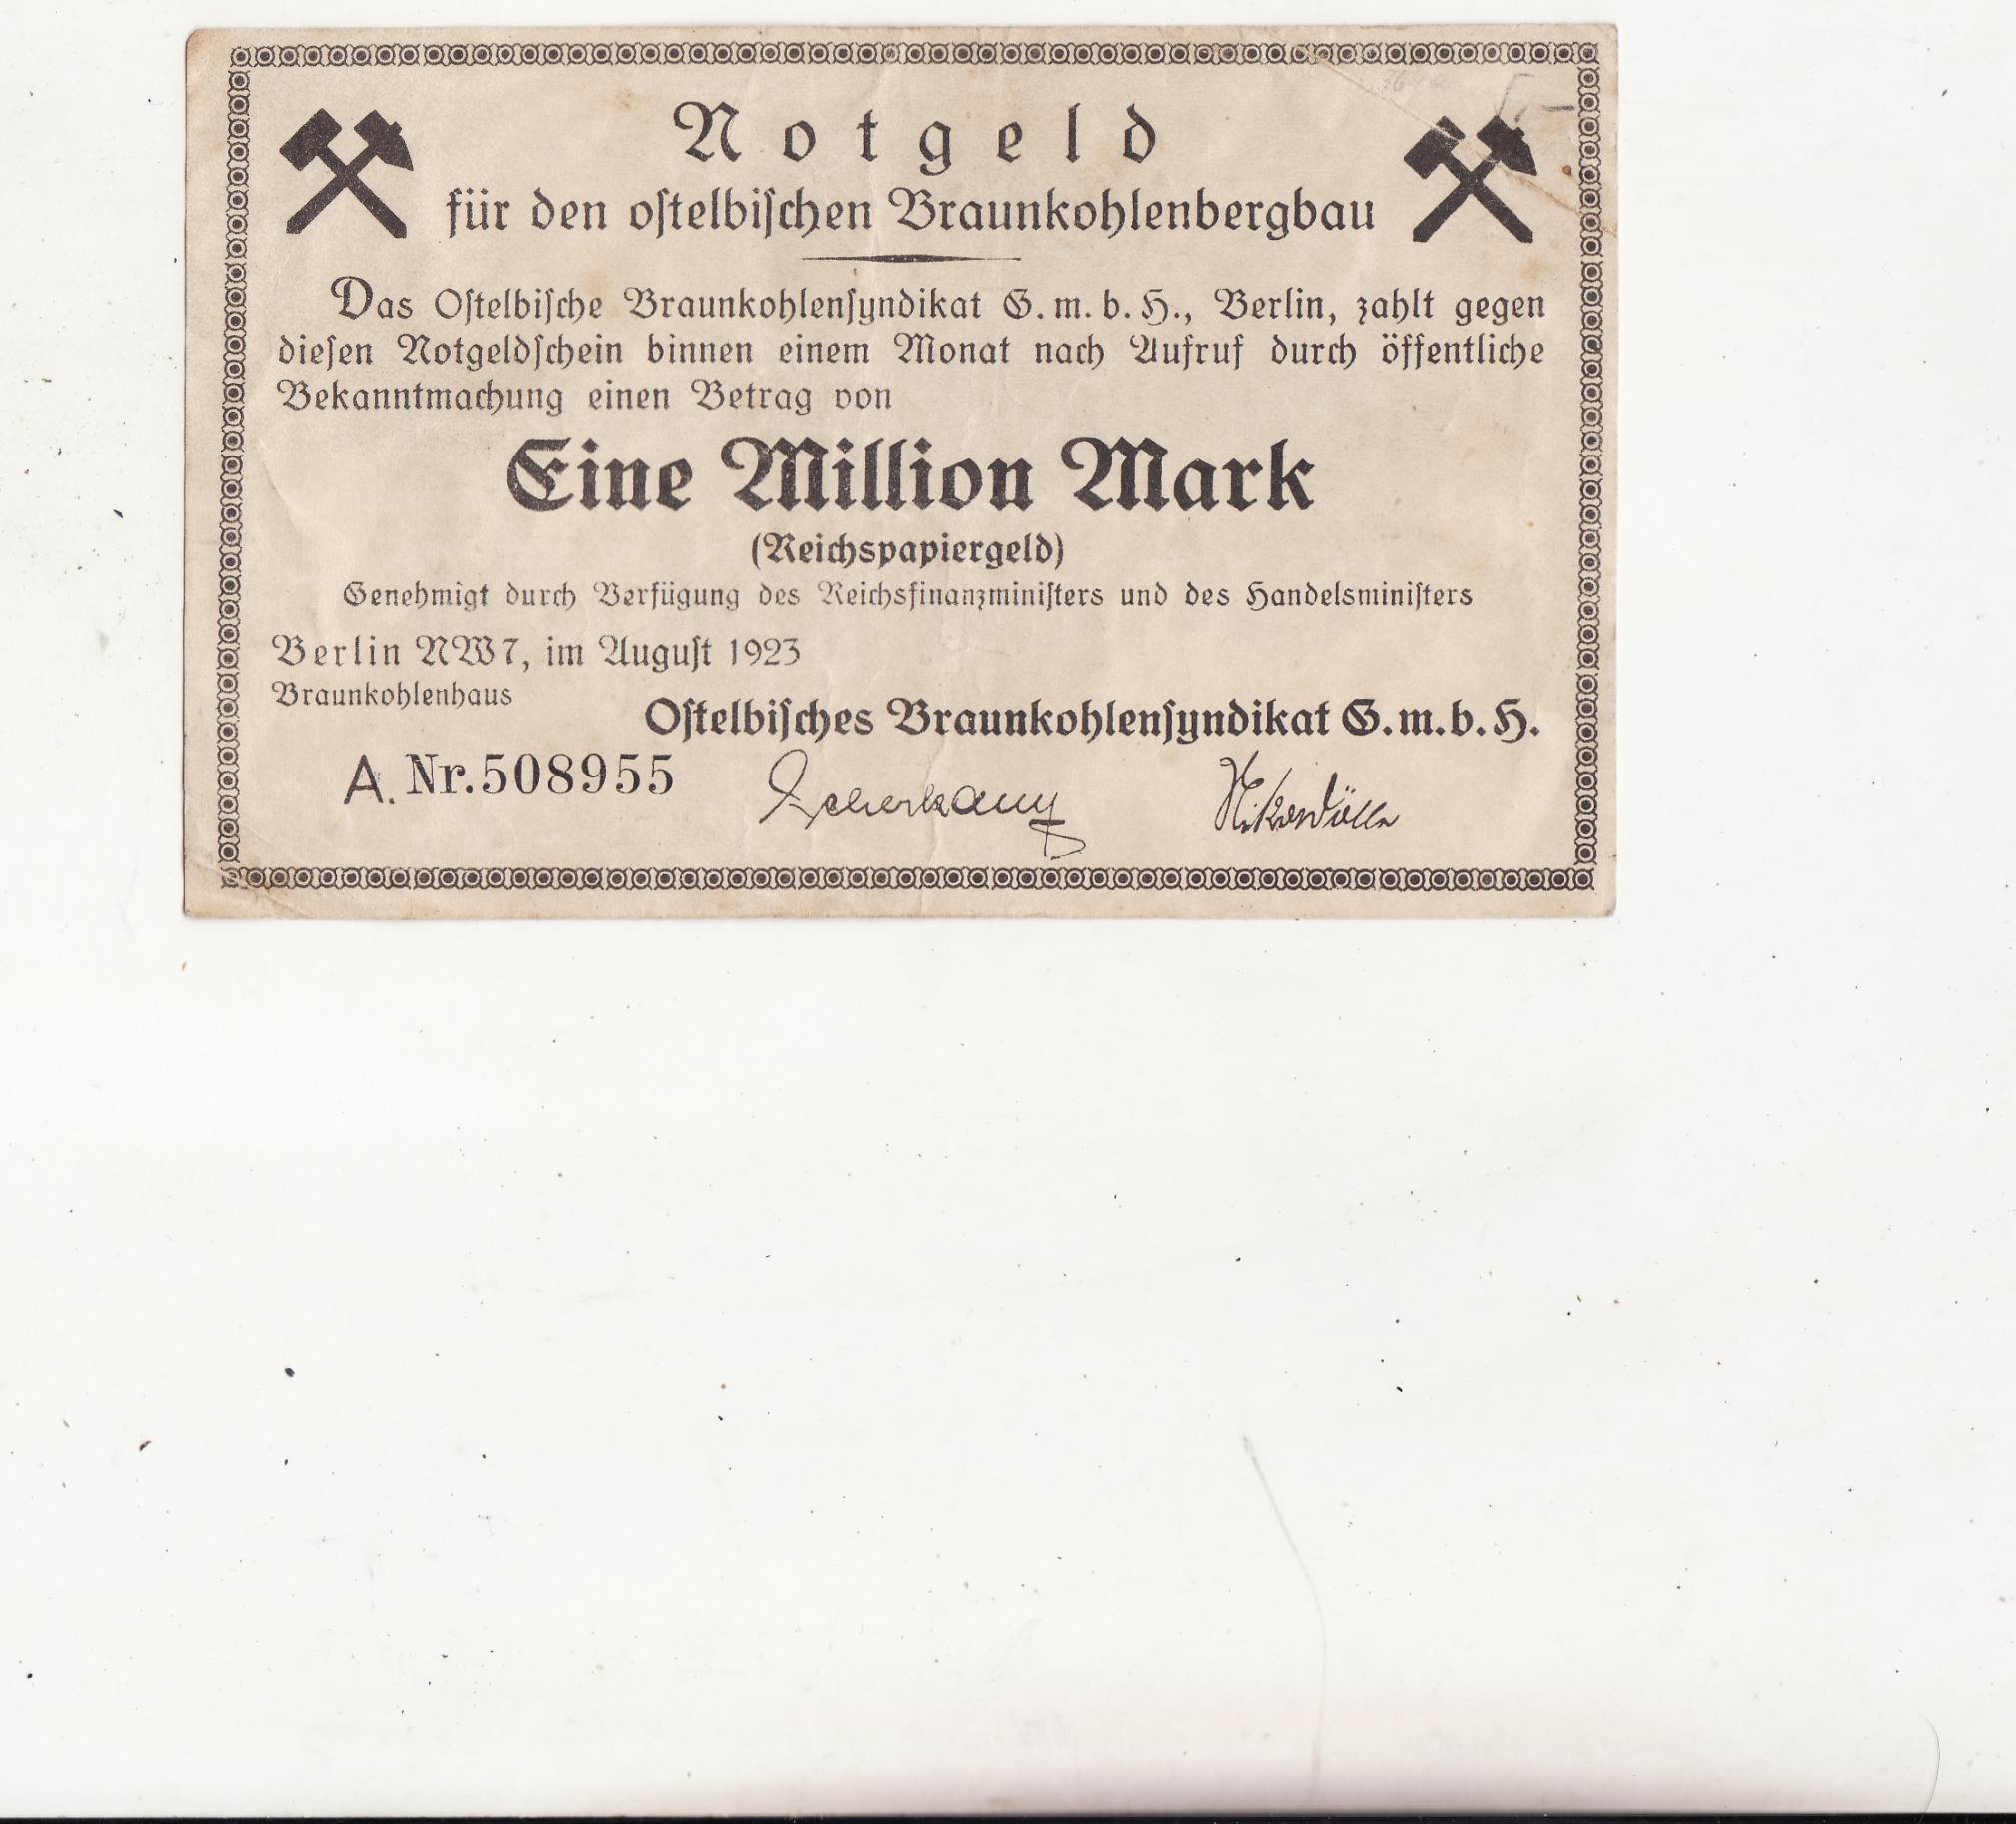 Notgeld
für den oſtelbiſchen Braunkohlenbergbau
Das Oſtelbiſche Braunkohlenſyndikat G. m. b. H., Berlin, zahlt gegen
dieſen Notgeldſchein binnen einem Monat nach Aufruf durch öffentliche
Bekanntmachung einen Betrag von
Eine Million Mark
(Reichspapiergeld)
Genehmigt durch Verfügung des Reichsfinanzminiſters und des Handelsminiſters
Berlin NW 7, im Auguſt 1923
Braunkohlenhaus
Oſtelbiſches Braunkohlenſyndikat G. m. b. H.
A. Nr. 508955